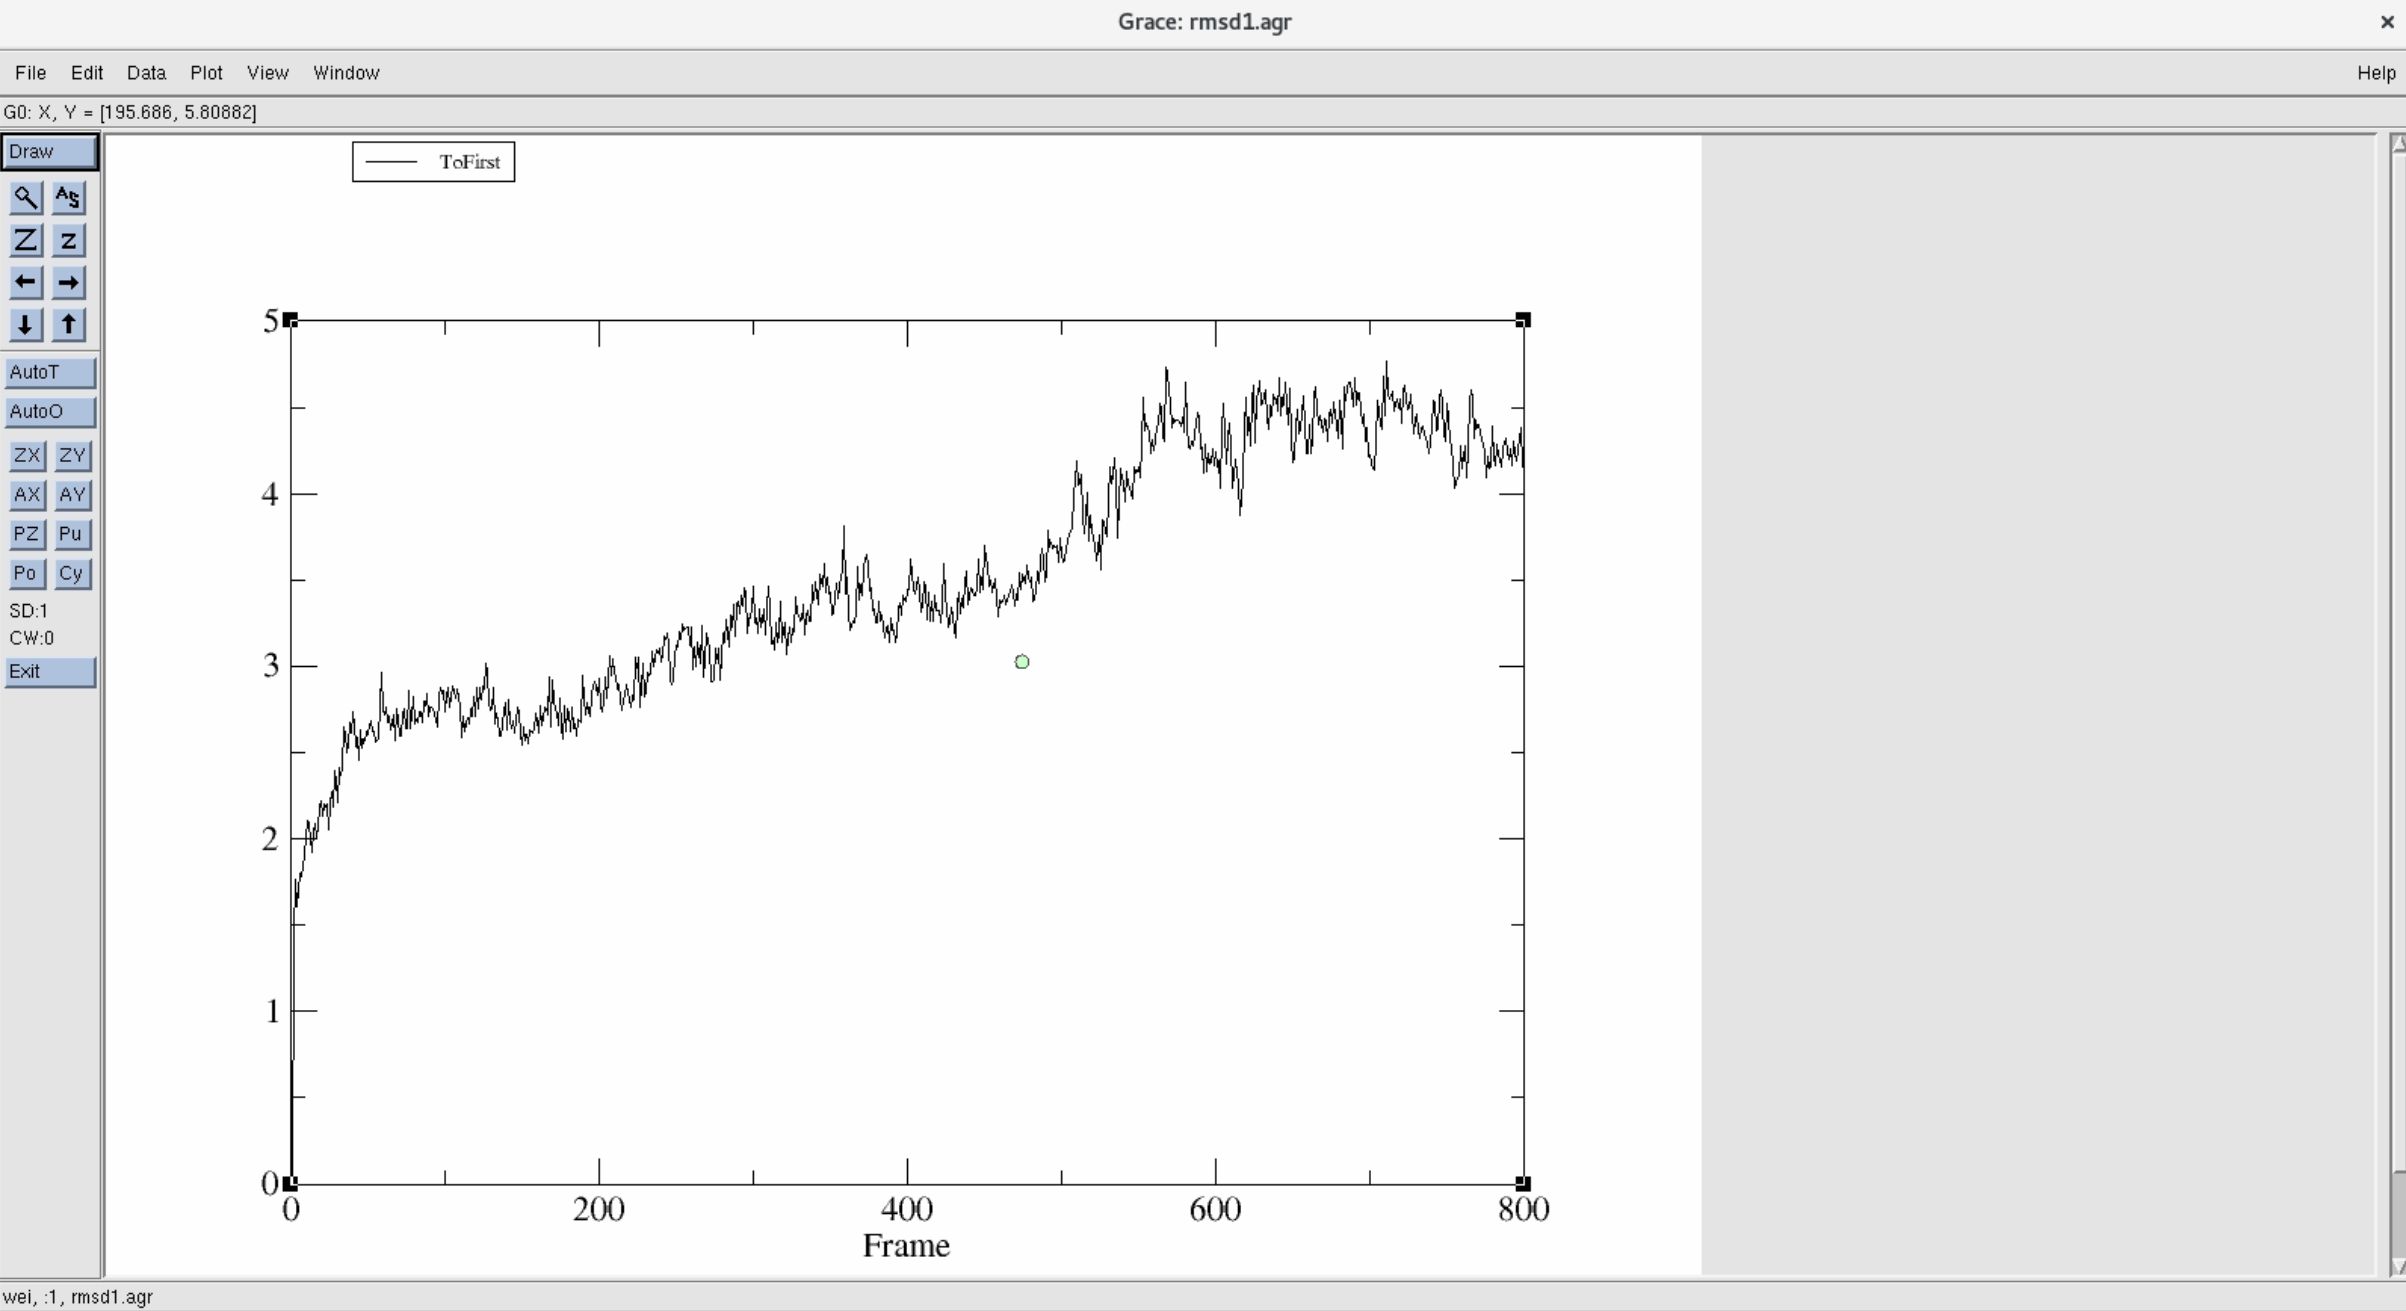 Grace: rmsd1.agr ×
File Edit Data Plot View Window Help
G0: X, Y = [195.686, 5.80882]
Draw
ToFirst
A S
Z z
AutoT
AutoO
ZX ZY
AX AY
PZ Pu
Po Cy
SD:1
CW:0
Exit
5
4
3
2
1
0
0 200 400 600 800
Frame
wei, :1, rmsd1.agr